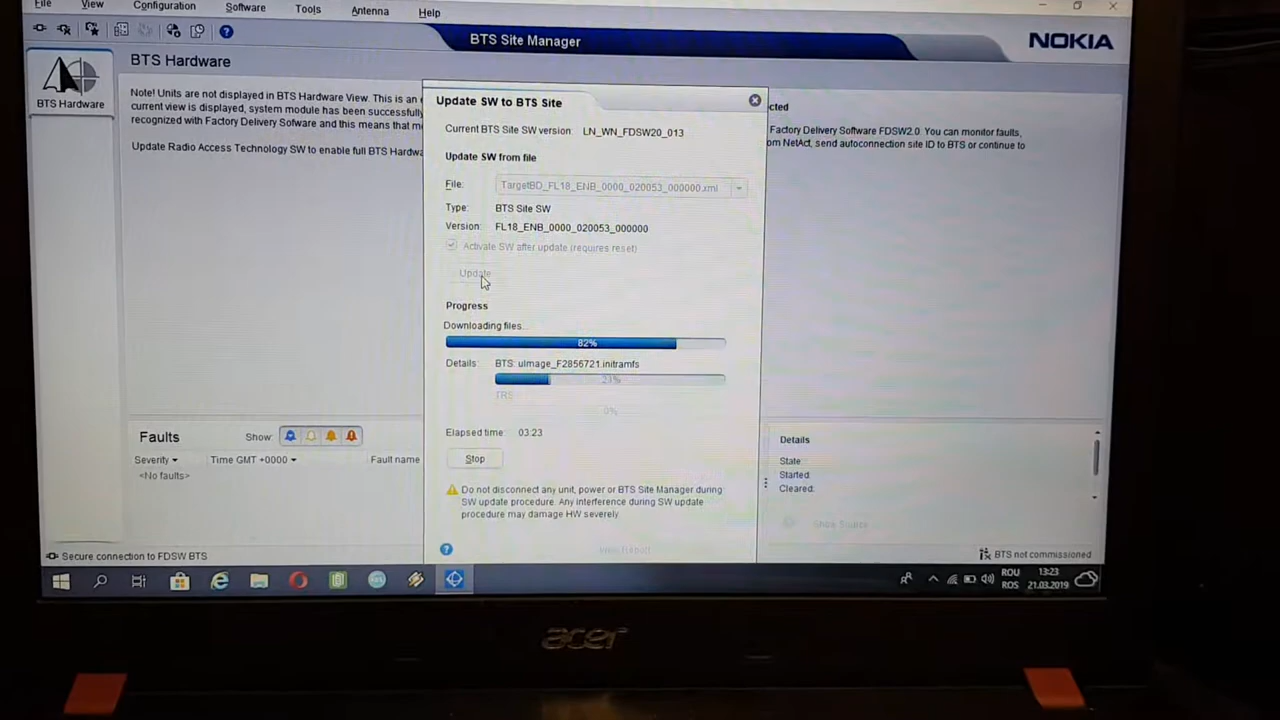 File View Configuration Software Tools Antenna Help
BTS Site Manager
NOKIA
BTS Hardware
BTS Hardware
Note! Units are not displayed in BTS Hardware View. This is an
current view is displayed, system module has been successfully
recognized with Factory Delivery Sofware and this means that
Update Radio Access Technology SW to enable full BTS
cted
Factory Delivery Software FDSW2.0. You can monitor faults,
om NetAct, send autoconnection site ID to BTS or continue to
Update SW to BTS Site
Current BTS Site SW version: LN_WN_FDSW20_013
Update SW from file
File: TargetBD_FL18_ENB_0000_020053_000000.xml
Type: BTS Site SW
Version: FL18_ENB_0000_020053_000000
Activate SW after update (requires reset)
Update
Progress
Downloading files...
82%
Details: BTS: uImage_F2856721.initramfs
21%
TRS
0%
Elapsed time: 03:23
Stop
Do not disconnect any unit, power or BTS Site Manager during
SW update procedure. Any interference during SW update
procedure may damage HW severely.
View Report
Faults Show:
Severity Time GMT +0000 Fault name
<No faults>
Details
State:
Started:
Cleared:
Show Source
Secure connection to FDSW BTS
BTS not commissioned
ROU
ROS
13:23
21.03.2019
acer